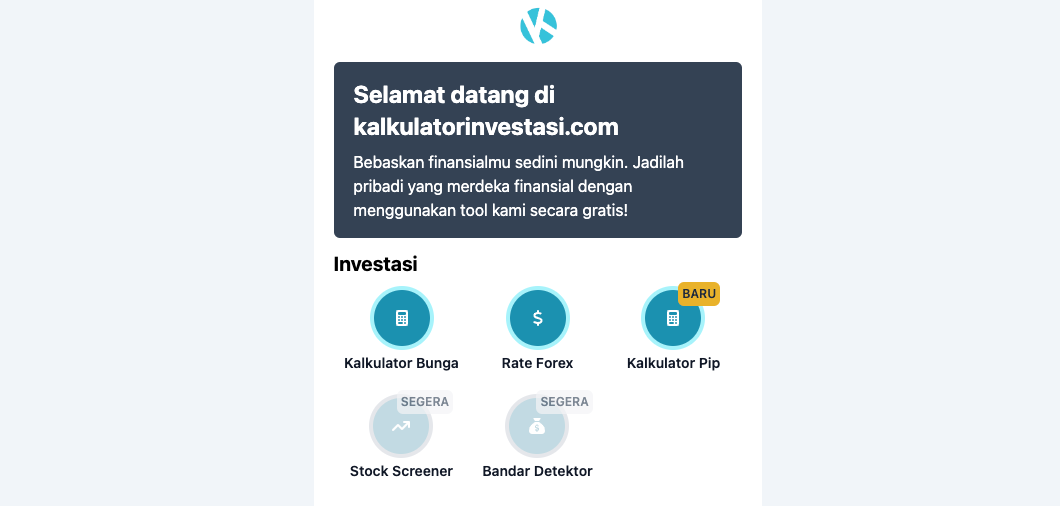 Selamat datang di
kalkulatorinvestasi.com
Bebaskan finansialmu sedini mungkin. Jadilah
pribadi yang merdeka finansial dengan
menggunakan tool kami secara gratis!
Investasi
BARU
Kalkulator Bunga
Rate Forex
Kalkulator Pip
SEGERA
SEGERA
Stock Screener
Bandar Detektor